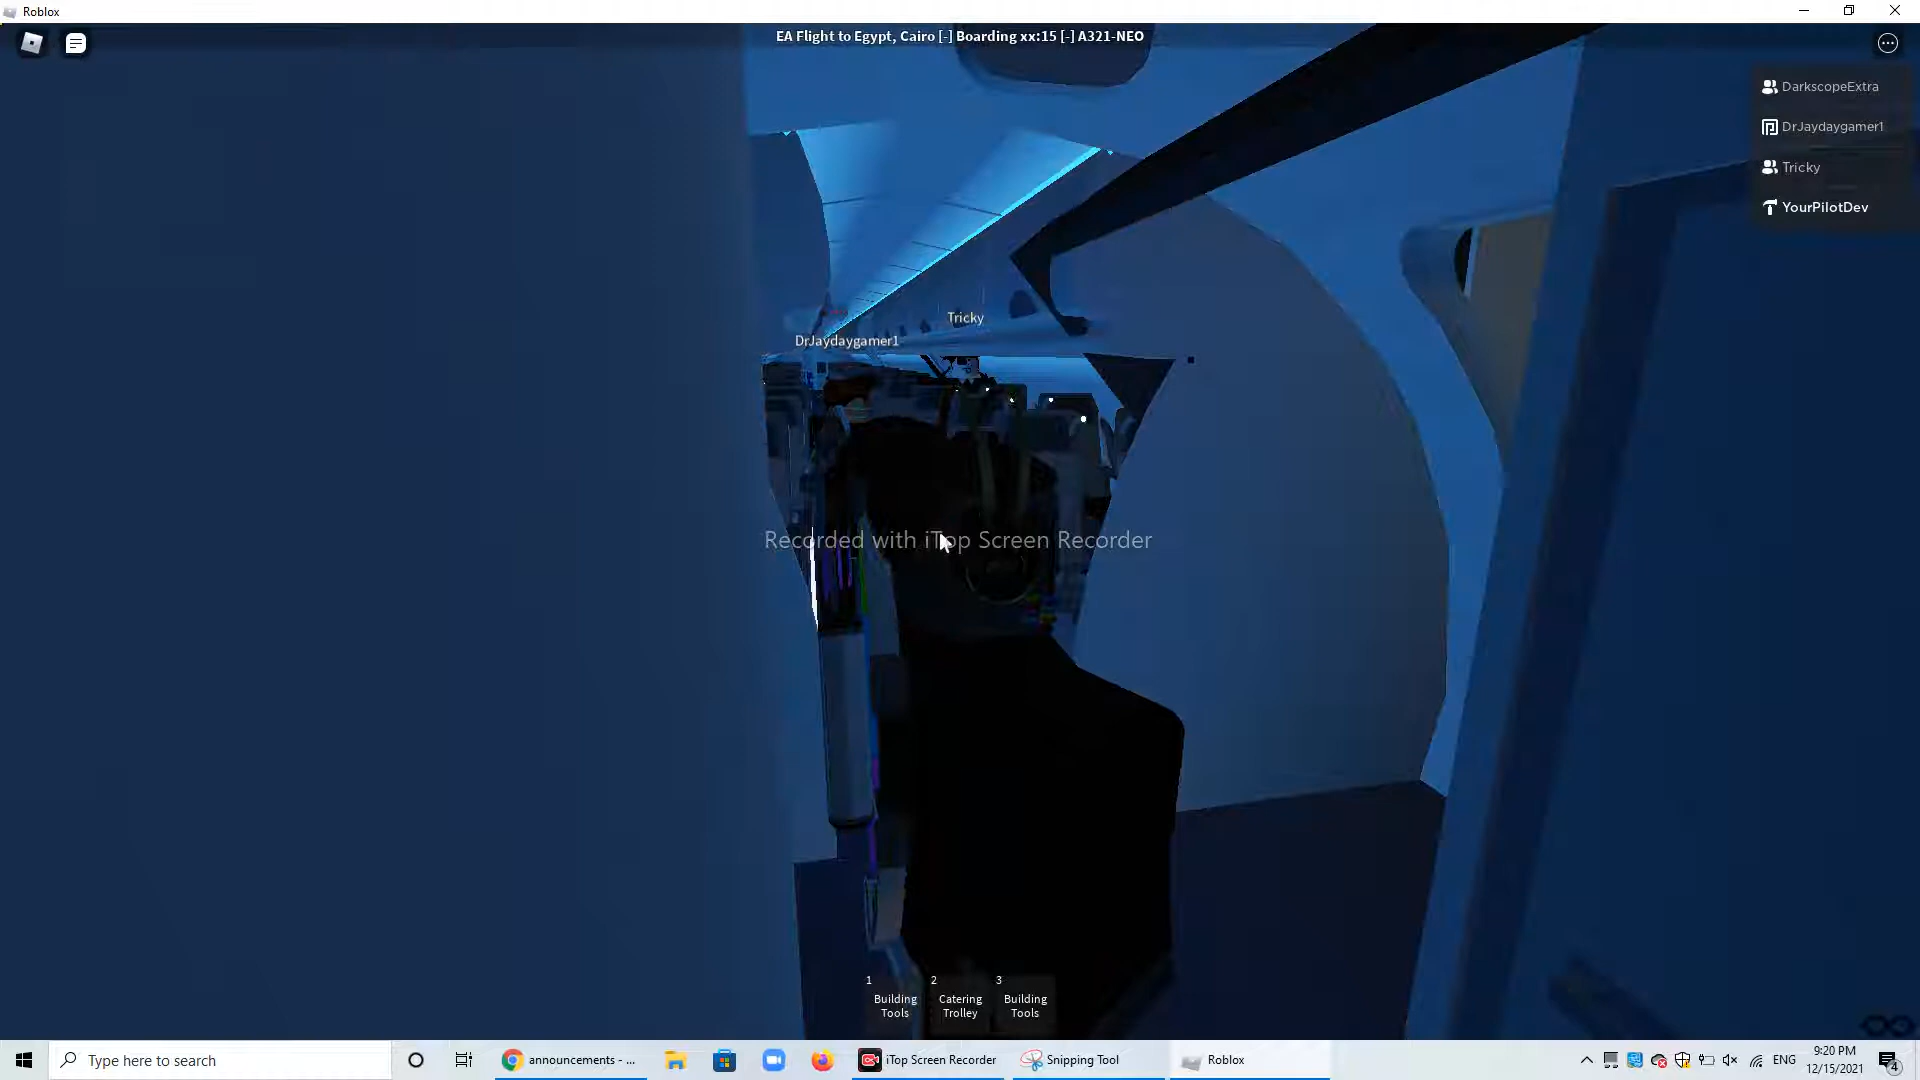 Roblox
EA Flight to Egypt, Cairo [-] Boarding xx:15 [-] A321-NEO
DarkscopeExtra
DrJaydaygamer1
Tricky
YourPilotDev
Tricky
DrJaydaygamer1
Recorded with iTop Screen Recorder
1
Building
Tools
2
Catering
Trolley
3
Building
Tools
Type here to search
announcements - ...
iTop Screen Recorder
Snipping Tool
Roblox
ENG
9:20 PM
12/15/2021
4